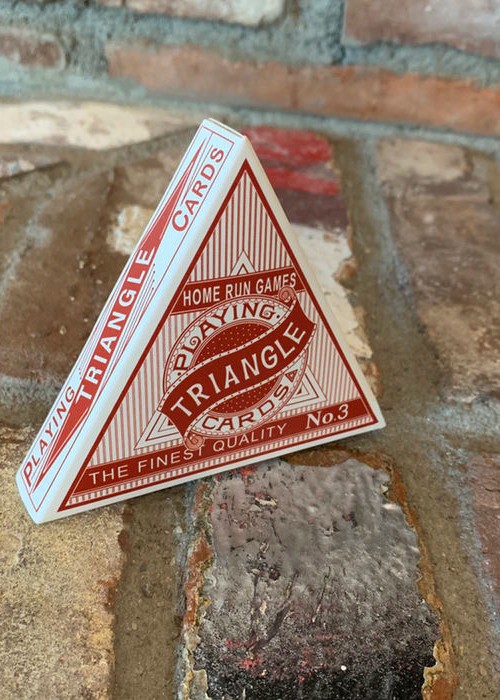 PLAYING TRIANGLE CARDS
HOME RUN GAMES
PLAYING
TRIANGLE
CARDS
THE FINEST QUALITY No.3